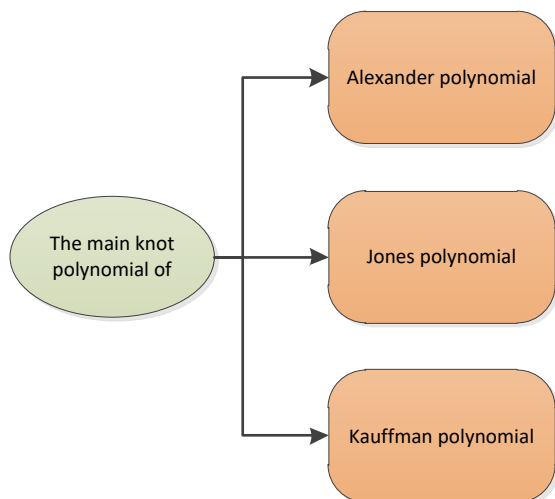 Alexander polynomial
The main knot
polynomial of
Jones polynomial
Kauffman polynomial